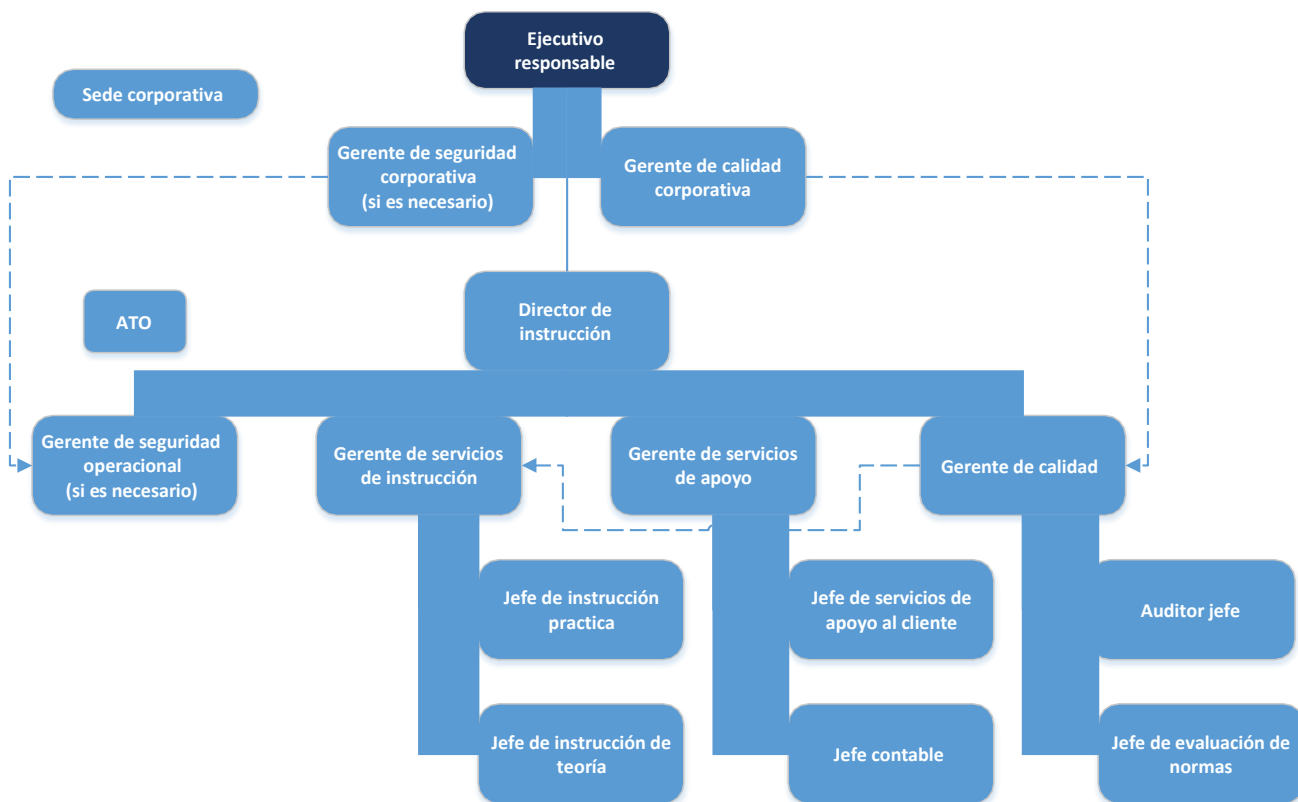 Ejecutivo
responsable
Sede corporativa
Gerente de seguridad
corporativa
(si es necesario)
Gerente de calidad
corporativa
Director de
instrucción
ATO
Gerente de seguridad
operacional
(si es necesario)
Gerente de servicios
de instrucción
Gerente de servicios
de apoyo
Gerente de calidad
Jefe de instrucción
practica
Jefe de servicios de
apoyo al cliente
Auditor jefe
Jefe de instrucción de
teoría
Jefe contable
Jefe de evaluación de
normas